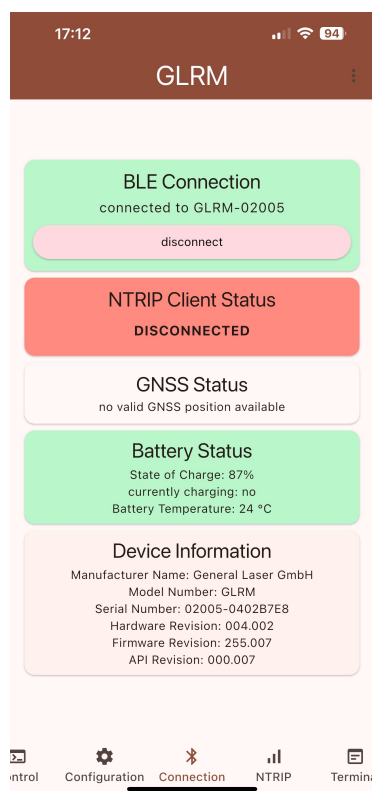 17:12
94
GLRM
BLE Connection
connected to GLRM-02005
disconnect
NTRIP Client Status
DISCONNECTED
GNSS Status
no valid GNSS position available
Battery Status
State of Charge: 87%
currently charging: no
Battery Temperature: 24 °C
Device Information
Manufacturer Name: General Laser GmbH
Model Number: GLRM
Serial Number: 02005-0402B7E8
Hardware Revision: 004.002
Firmware Revision: 255.007
API Revision: 000.007
ntrol Configuration Connection NTRIP Termina